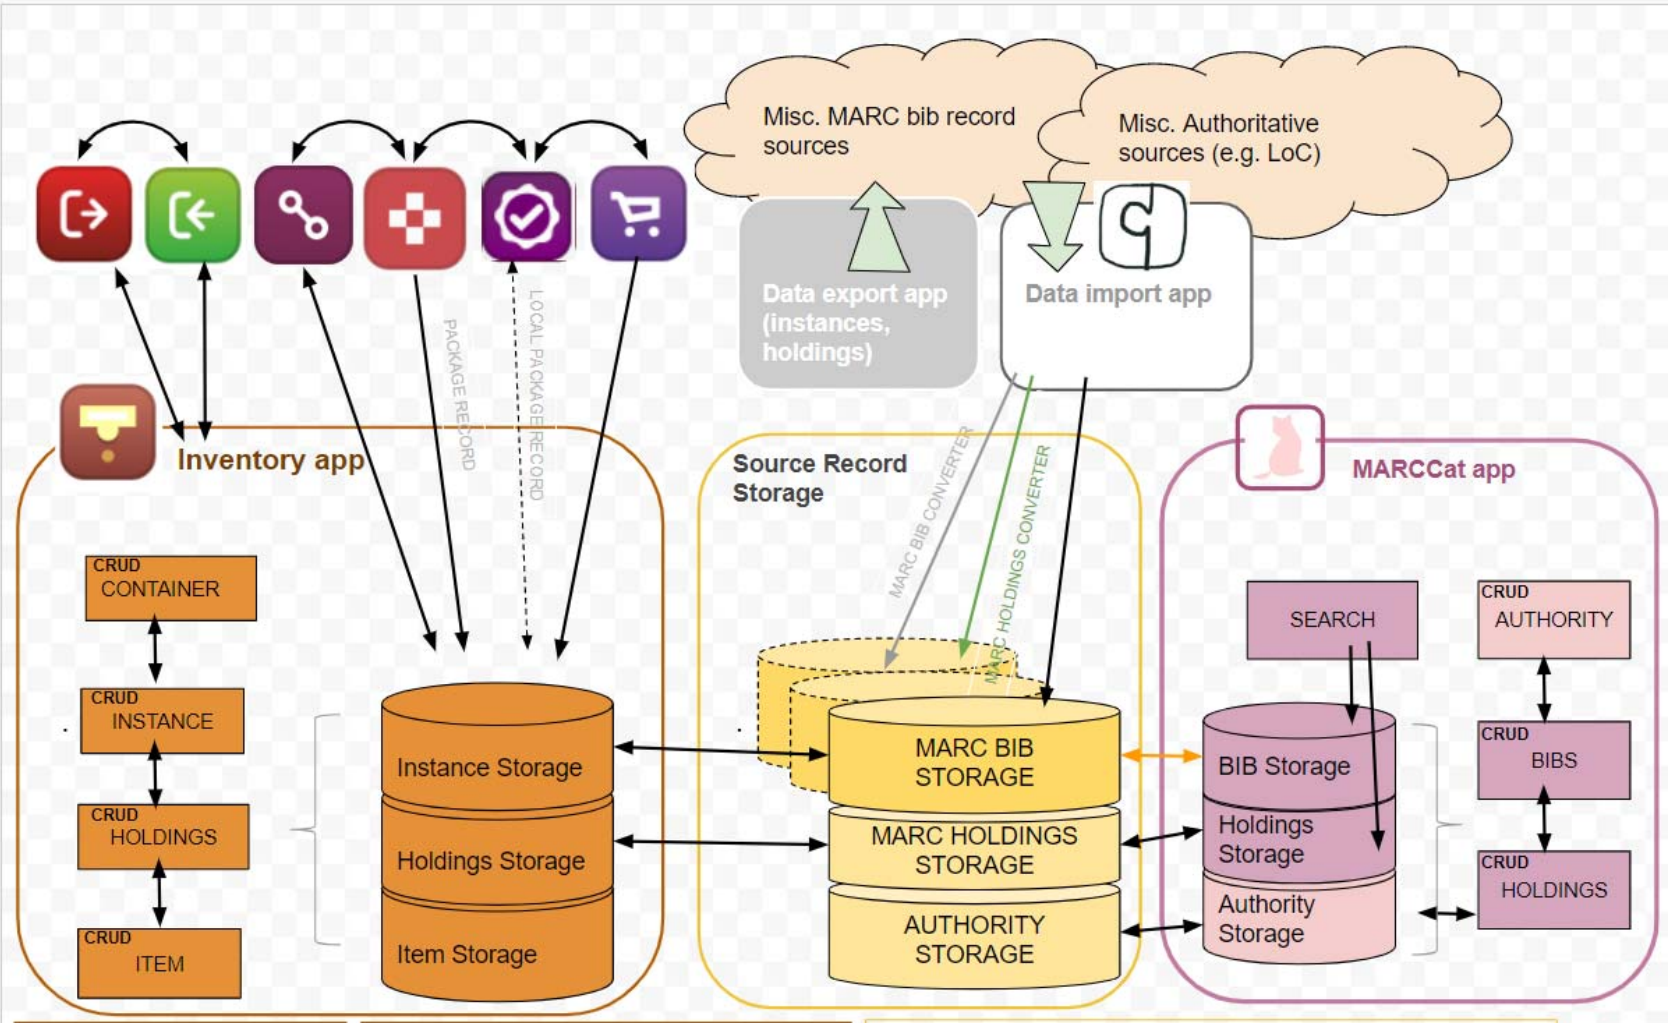 Misc. MARC bib record
sources
Misc. Authoritative
sources (e.g. LoC)
Data export app
(instances,
holdings)
Data import app
PACKAGE RECORD
LOCAL PACKAGE RECORD
Inventory app
CRUD
CONTAINER
CRUD
INSTANCE
CRUD
HOLDINGS
CRUD
ITEM
Instance Storage
Holdings Storage
Item Storage
Source Record
Storage
MARC BIB CONVERTER
MARC HOLDINGS CONVERTER
MARC BIB
STORAGE
MARC HOLDINGS
STORAGE
AUTHORITY
STORAGE
MARCCat app
SEARCH
BIB Storage
Holdings
Storage
Authority
Storage
CRUD
AUTHORITY
CRUD
BIBS
CRUD
HOLDINGS